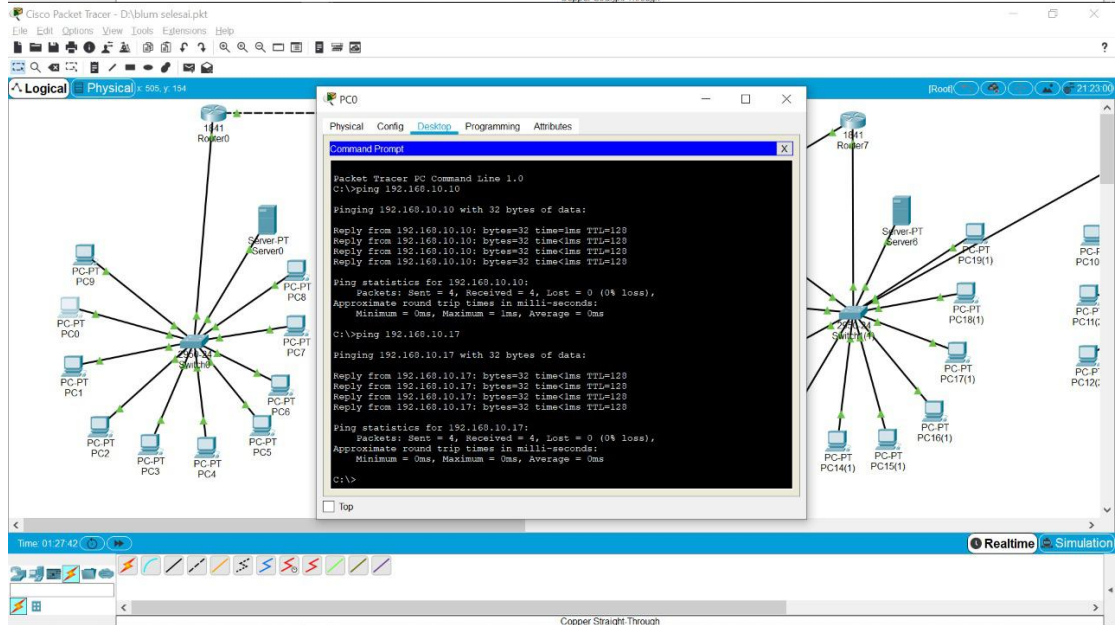 Cisco Packet Tracer - D:\blum selesai.pkt
File Edit Options View Tools Extensions Help
?
Logical Physical x: 505, y: 154
[Root] 21:23:00
1841
Router0
Server-PT
Server0
PC-PT
PC9
PC-PT
PC8
PC-PT
PC0
PC-PT
PC7
2950-24
Switch0
PC-PT
PC1
PC-PT
PC6
PC-PT
PC2
PC-PT
PC3
PC-PT
PC4
PC-PT
PC5
PC0
Physical Config Desktop Programming Attributes
Command Prompt X
Packet Tracer PC Command Line 1.0
C:\>ping 192.168.10.10
Pinging 192.168.10.10 with 32 bytes of data:
Reply from 192.168.10.10: bytes=32 time=1ms TTL=128
Reply from 192.168.10.10: bytes=32 time<1ms TTL=128
Reply from 192.168.10.10: bytes=32 time<1ms TTL=128
Reply from 192.168.10.10: bytes=32 time<1ms TTL=128
Ping statistics for 192.168.10.10:
Packets: Sent = 4, Received = 4, Lost = 0 (0% loss),
Approximate round trip times in milli-seconds:
Minimum = 0ms, Maximum = 1ms, Average = 0ms
C:\>ping 192.168.10.17
Pinging 192.168.10.17 with 32 bytes of data:
Reply from 192.168.10.17: bytes=32 time<1ms TTL=128
Reply from 192.168.10.17: bytes=32 time<1ms TTL=128
Reply from 192.168.10.17: bytes=32 time<1ms TTL=128
Reply from 192.168.10.17: bytes=32 time<1ms TTL=128
Ping statistics for 192.168.10.17:
Packets: Sent = 4, Received = 4, Lost = 0 (0% loss),
Approximate round trip times in milli-seconds:
Minimum = 0ms, Maximum = 0ms, Average = 0ms
C:\>
Top
1841
Router7
Server-PT
Server6
PC-PT
PC19(1)
PC-PT
PC18(1)
2950-24
PC-PT
PC17(1)
PC-PT
PC16(1)
PC-PT
PC14(1)
PC-PT
PC15(1)
PC-P
PC10
PC-P
PC11(
PC-P
PC12(
Time: 01:27:42
Realtime Simulation
Copper Straight-Through